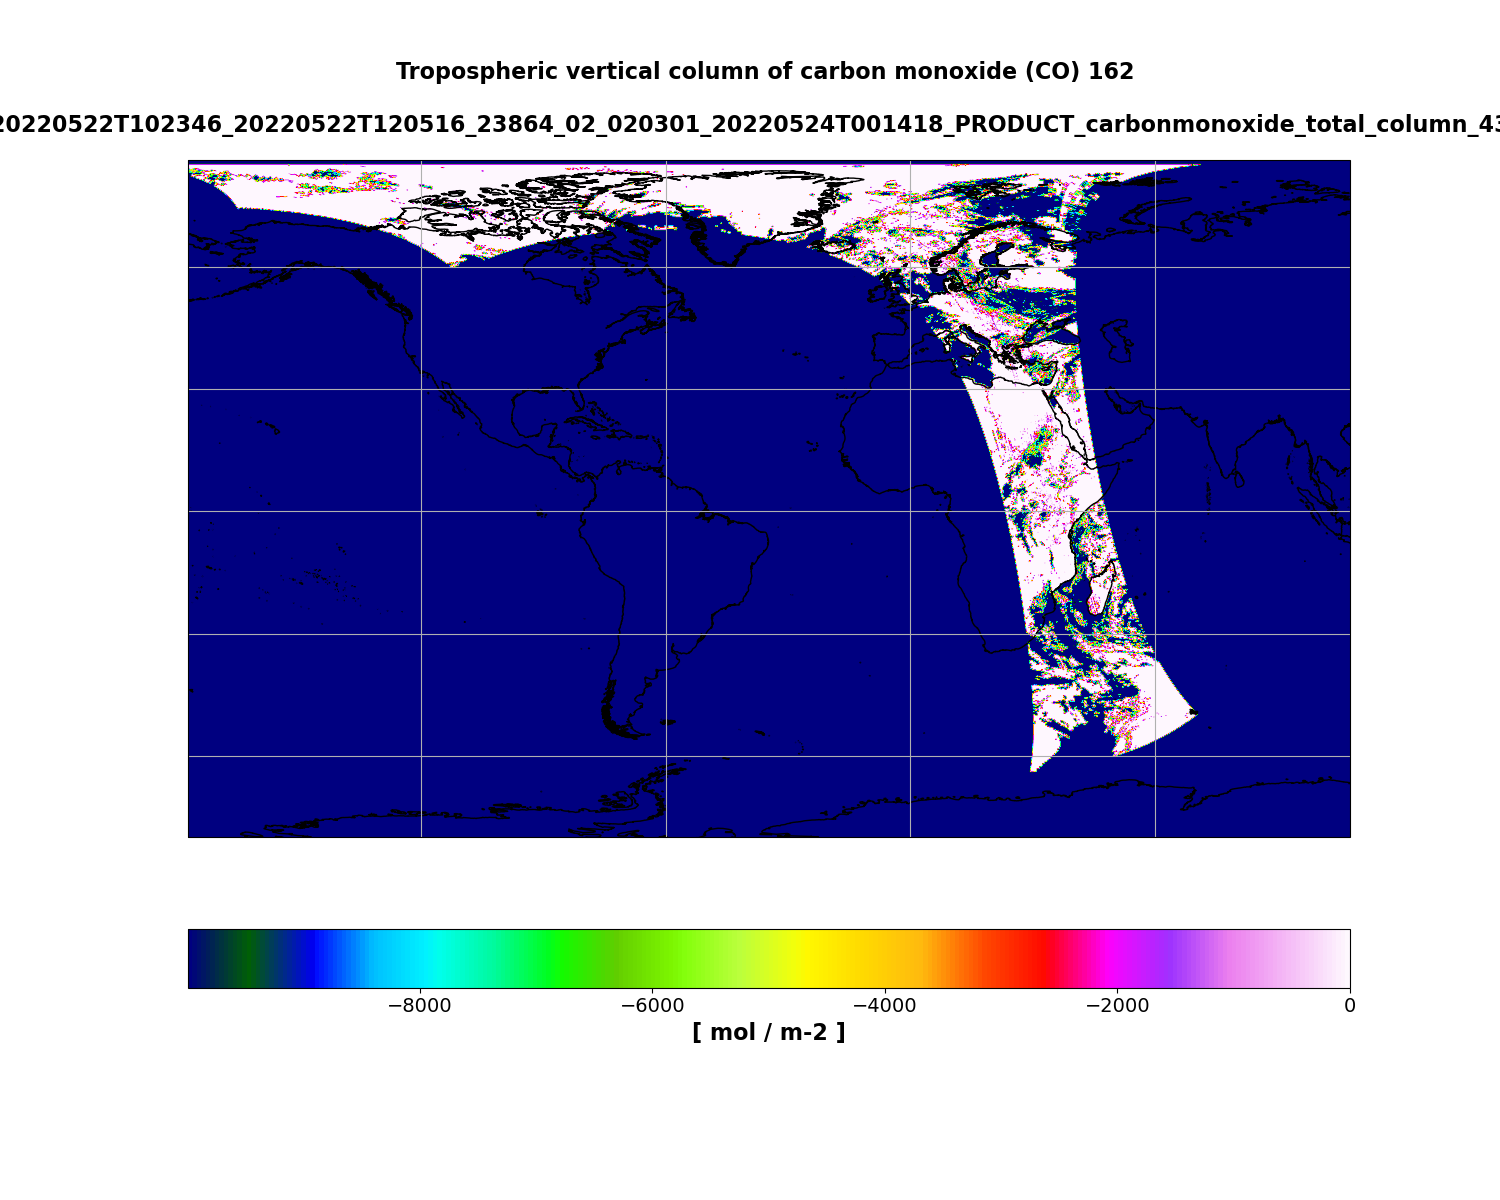 Tropospheric vertical column of carbon monoxide (CO) 162
20220522T102346_20220522T120516_23864_02_020301_20220524T001418_PRODUCT_carbonmonoxide_total_column_43
−8000 −6000 −4000 −2000 0
[ mol / m-2 ]